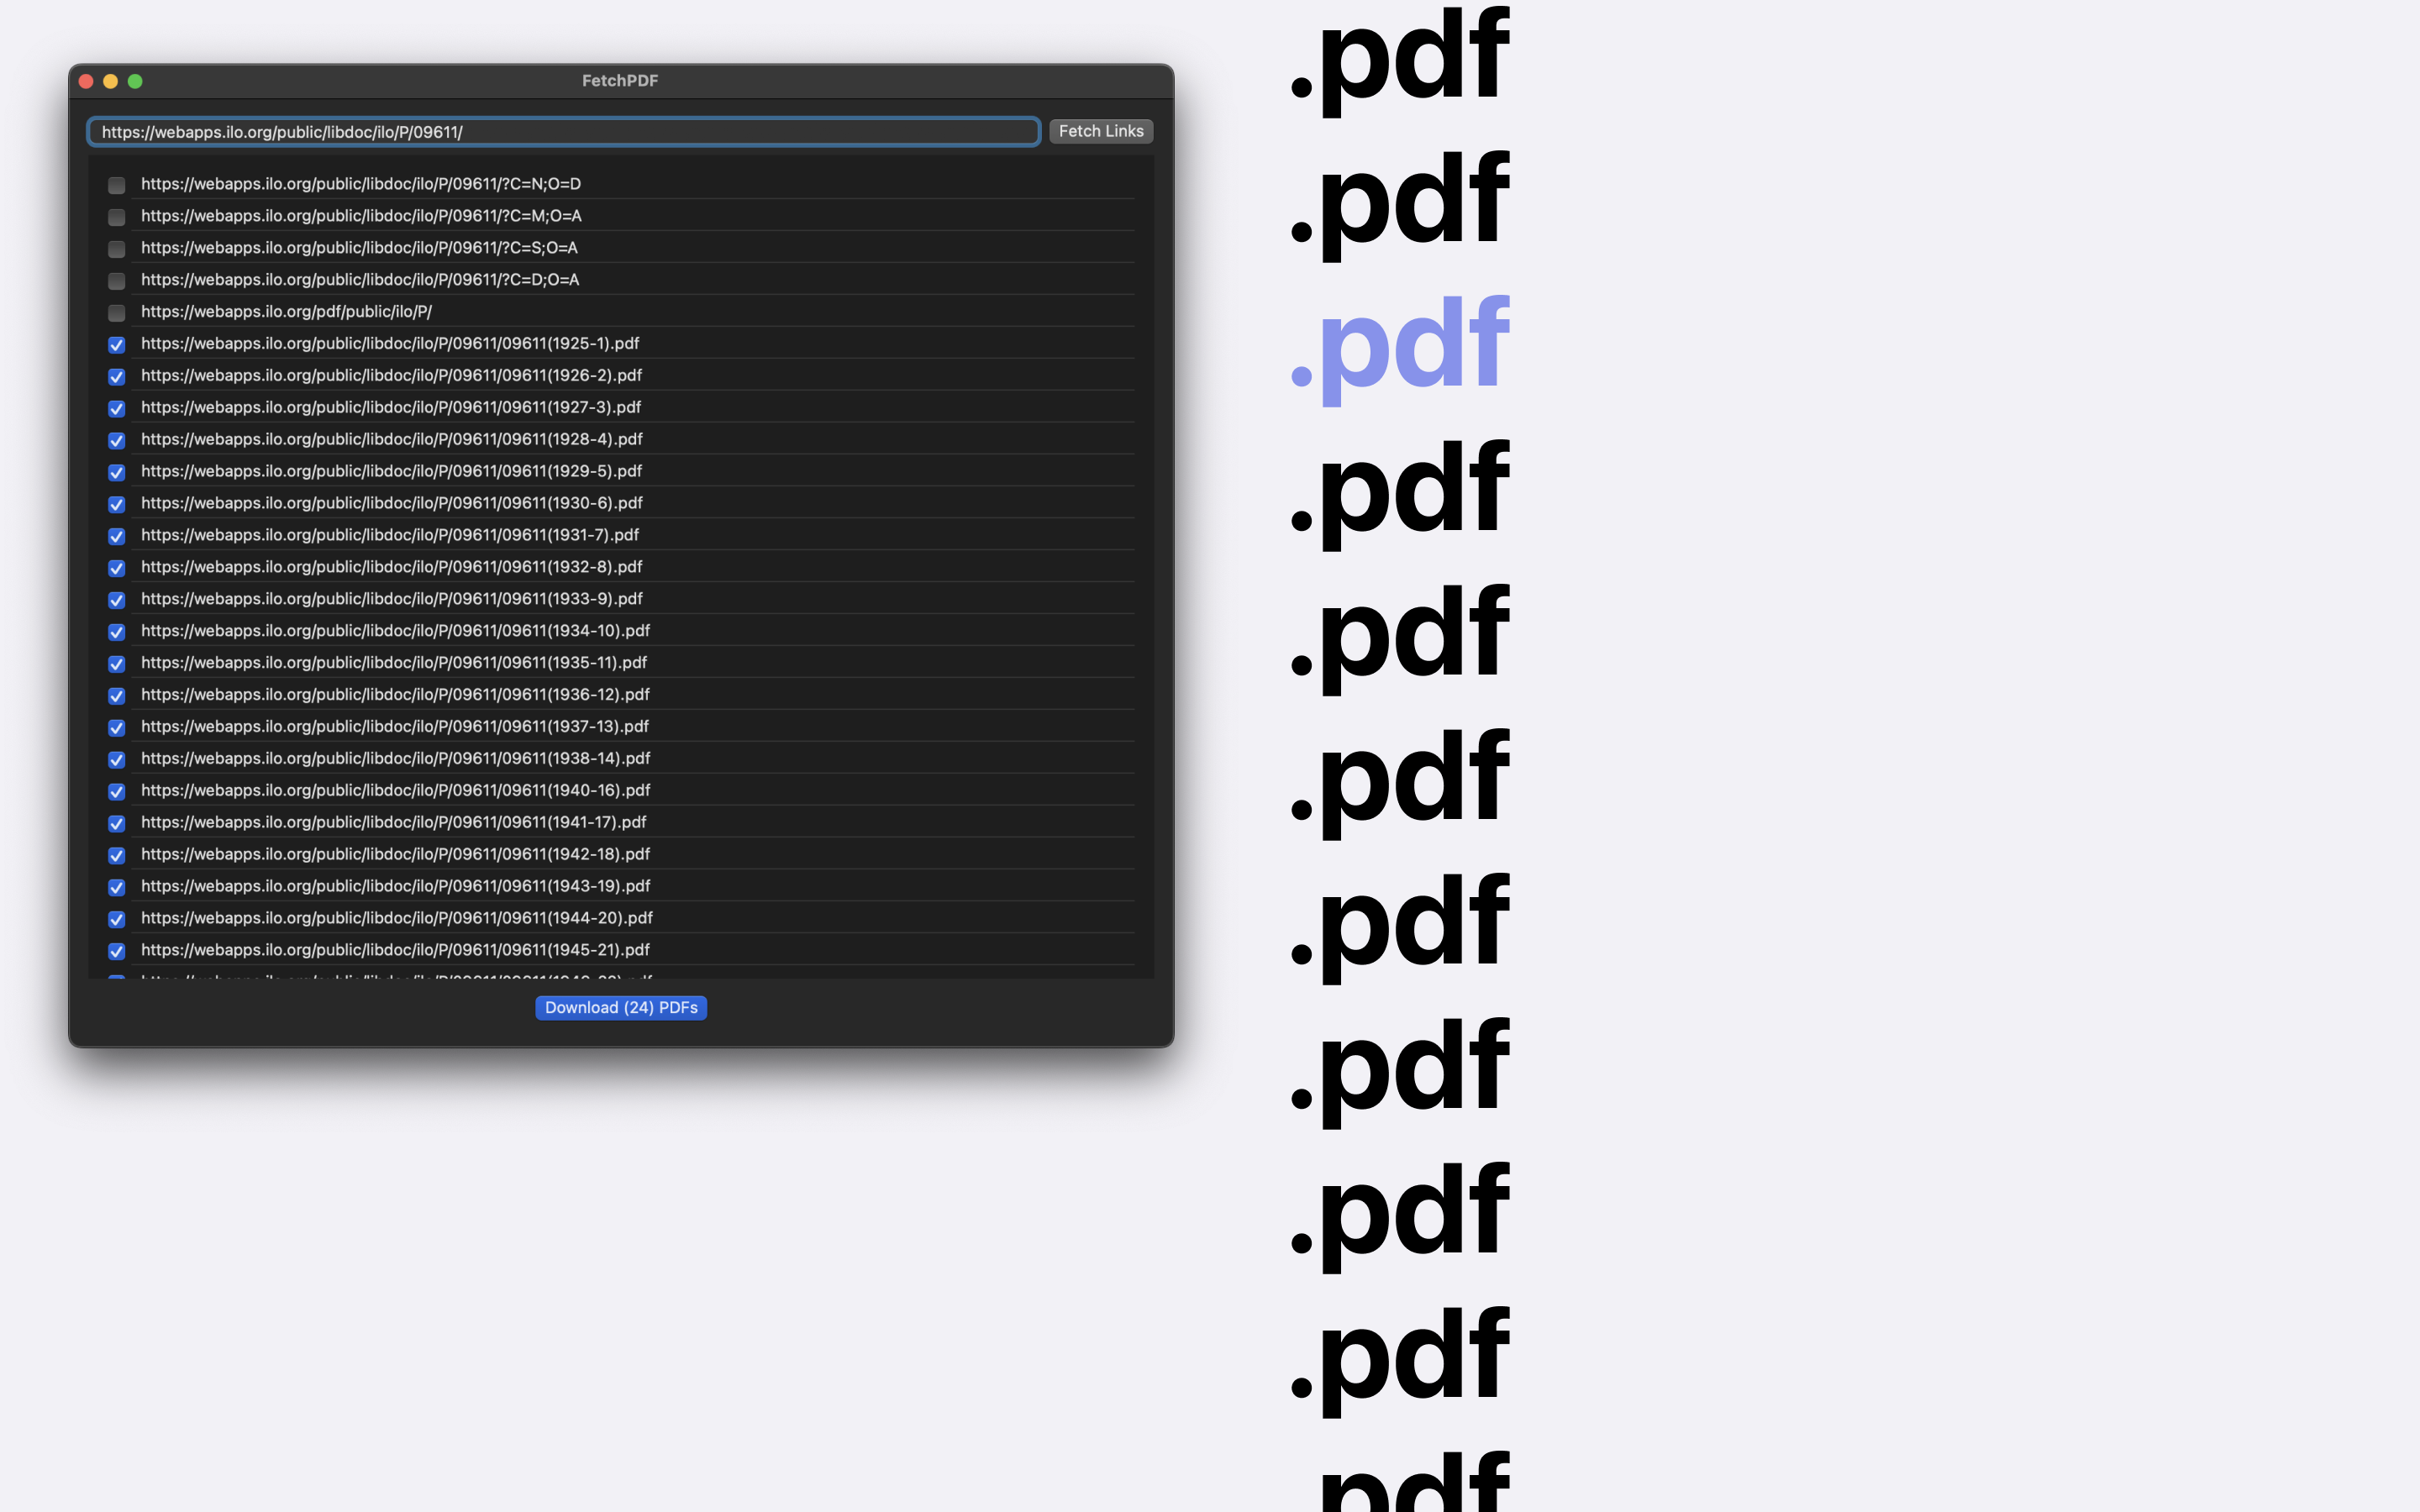 FetchPDF
https://webapps.ilo.org/public/libdoc/ilo/P/09611/
Fetch Links
https://webapps.ilo.org/public/libdoc/ilo/P/09611/?C=N;O=D
https://webapps.ilo.org/public/libdoc/ilo/P/09611/?C=M;O=A
https://webapps.ilo.org/public/libdoc/ilo/P/09611/?C=S;O=A
https://webapps.ilo.org/public/libdoc/ilo/P/09611/?C=D;O=A
https://webapps.ilo.org/pdf/public/ilo/P/
https://webapps.ilo.org/public/libdoc/ilo/P/09611/09611(1925-1).pdf
https://webapps.ilo.org/public/libdoc/ilo/P/09611/09611(1926-2).pdf
https://webapps.ilo.org/public/libdoc/ilo/P/09611/09611(1927-3).pdf
https://webapps.ilo.org/public/libdoc/ilo/P/09611/09611(1928-4).pdf
https://webapps.ilo.org/public/libdoc/ilo/P/09611/09611(1929-5).pdf
https://webapps.ilo.org/public/libdoc/ilo/P/09611/09611(1930-6).pdf
https://webapps.ilo.org/public/libdoc/ilo/P/09611/09611(1931-7).pdf
https://webapps.ilo.org/public/libdoc/ilo/P/09611/09611(1932-8).pdf
https://webapps.ilo.org/public/libdoc/ilo/P/09611/09611(1933-9).pdf
https://webapps.ilo.org/public/libdoc/ilo/P/09611/09611(1934-10).pdf
https://webapps.ilo.org/public/libdoc/ilo/P/09611/09611(1935-11).pdf
https://webapps.ilo.org/public/libdoc/ilo/P/09611/09611(1936-12).pdf
https://webapps.ilo.org/public/libdoc/ilo/P/09611/09611(1937-13).pdf
https://webapps.ilo.org/public/libdoc/ilo/P/09611/09611(1938-14).pdf
https://webapps.ilo.org/public/libdoc/ilo/P/09611/09611(1940-16).pdf
https://webapps.ilo.org/public/libdoc/ilo/P/09611/09611(1941-17).pdf
https://webapps.ilo.org/public/libdoc/ilo/P/09611/09611(1942-18).pdf
https://webapps.ilo.org/public/libdoc/ilo/P/09611/09611(1943-19).pdf
https://webapps.ilo.org/public/libdoc/ilo/P/09611/09611(1944-20).pdf
https://webapps.ilo.org/public/libdoc/ilo/P/09611/09611(1945-21).pdf
Download (24) PDFs
.pdf
.pdf
.pdf
.pdf
.pdf
.pdf
.pdf
.pdf
.pdf
.pdf
pdf